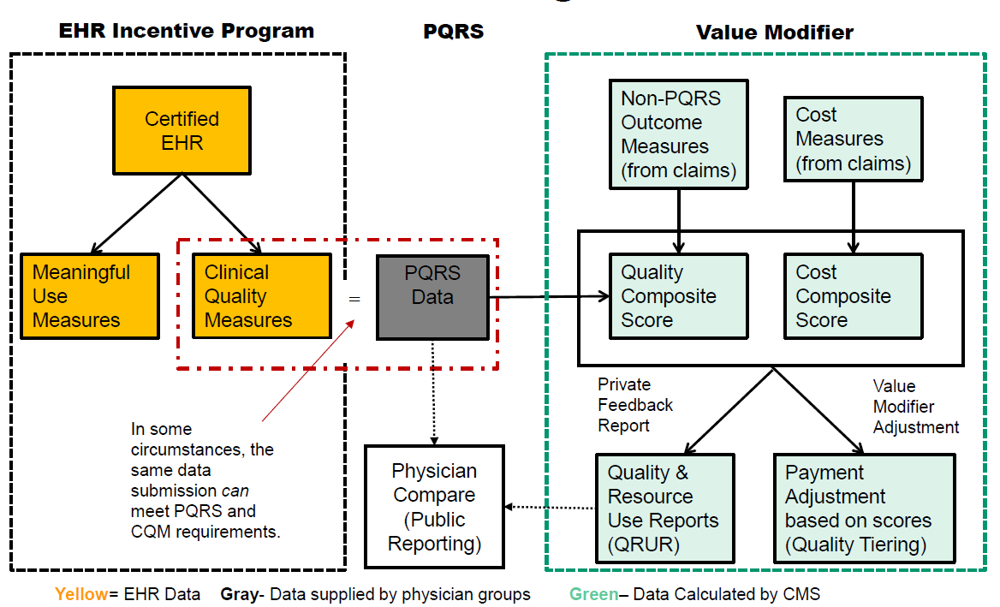 EHR Incentive Program
PQRS
Value Modifier
Certified
EHR
Meaningful
Use
Measures
Clinical
Quality
Measures
=
PQRS
Data
Non-PQRS
Outcome
Measures
(from claims)
Cost
Measures
(from claims)
Quality
Composite
Score
Cost
Composite
Score
Private
Feedback
Report
Value
Modifier
Adjustment
In some
circumstances, the
same data
submission can
meet PQRS and
CQM requirements.
Physician
Compare
(Public
Reporting)
Quality &
Resource
Use Reports
(QRUR)
Payment
Adjustment
based on scores
(Quality Tiering)
Yellow= EHR Data Gray- Data supplied by physician groups Green– Data Calculated by CMS